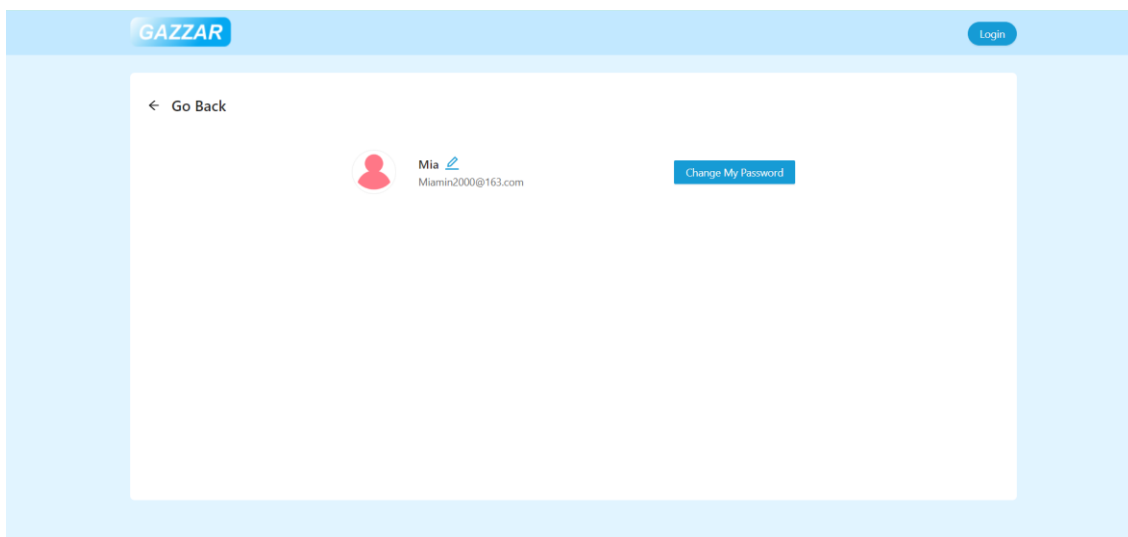 GAZZAR
Login
Go Back
Mia
Miamin2000@163.com
Change My Password